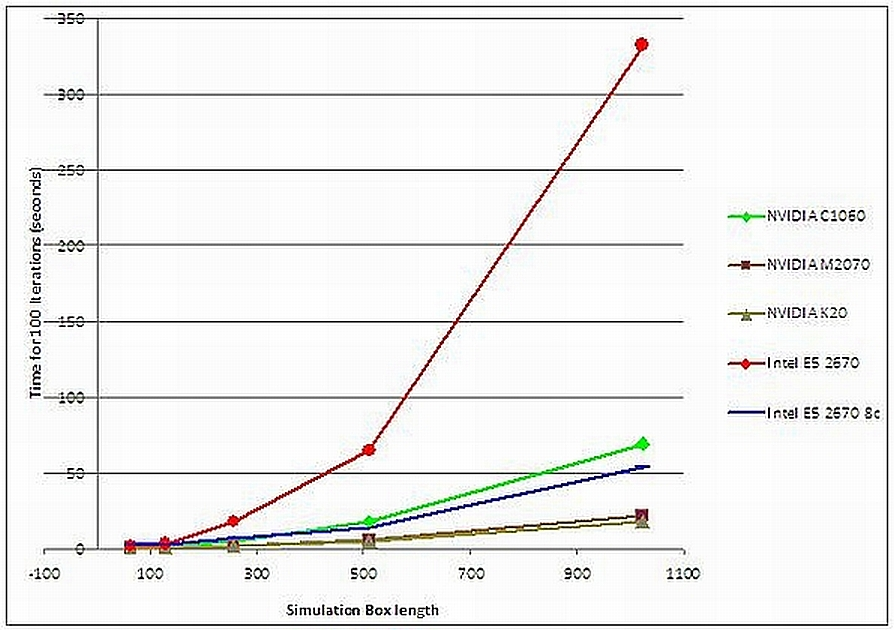 350
300
250
200
150
100
50
0
Time for 100 Iterations (seconds)
-100 100 300 500 700 900 1100
Simulation Box length
NVIDIA C1060
NVIDIA M2070
NVIDIA K20
Intel E5 2670
Intel E5 2670 8c